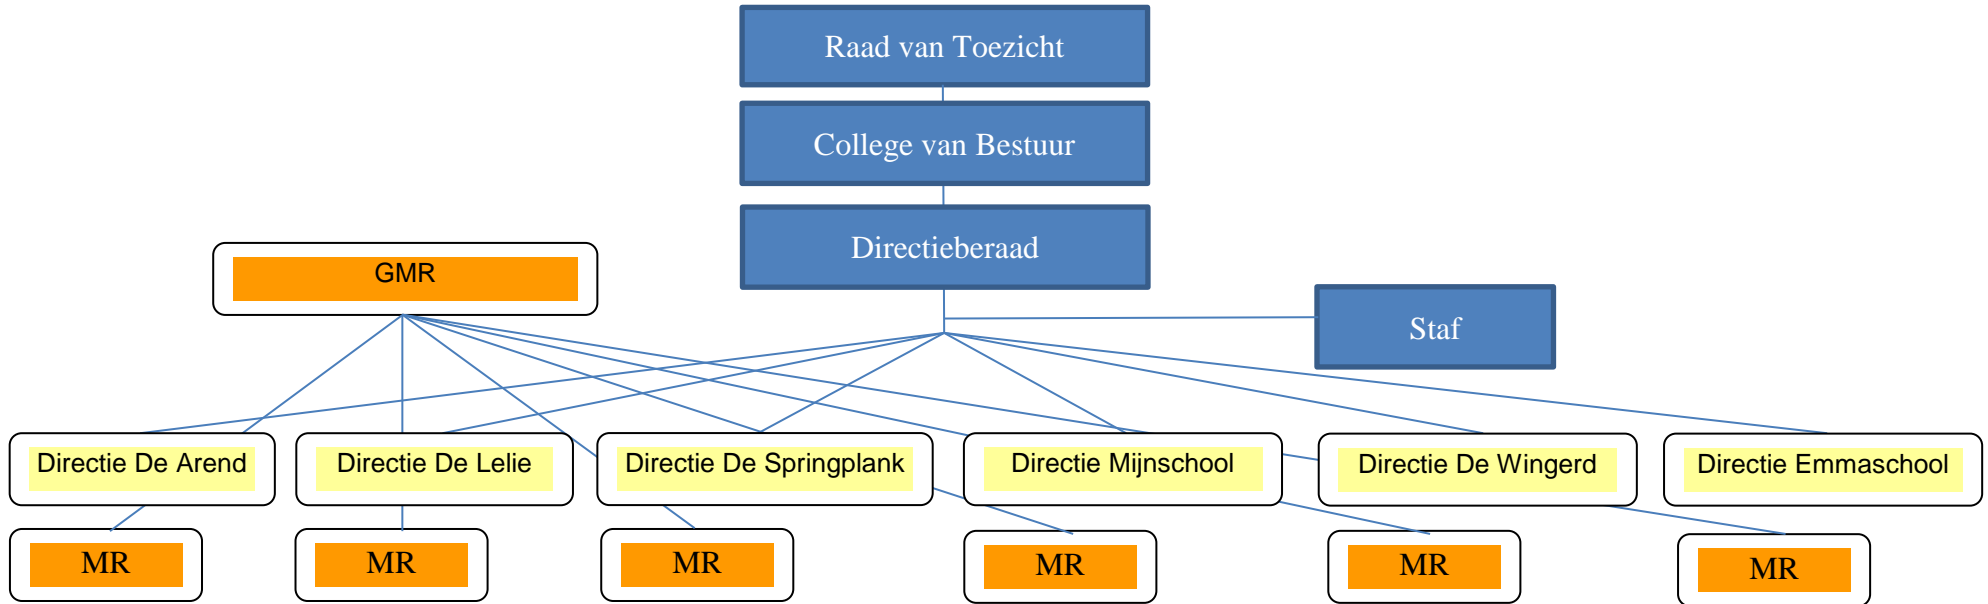 Raad van Toezicht
College van Bestuur
Directieberaad
GMR
Staf
Directie De Arend
Directie De Lelie
Directie De Springplank
Directie Mijnschool
Directie De Wingerd
Directie Emmaschool
MR
MR
MR
MR
MR
MR